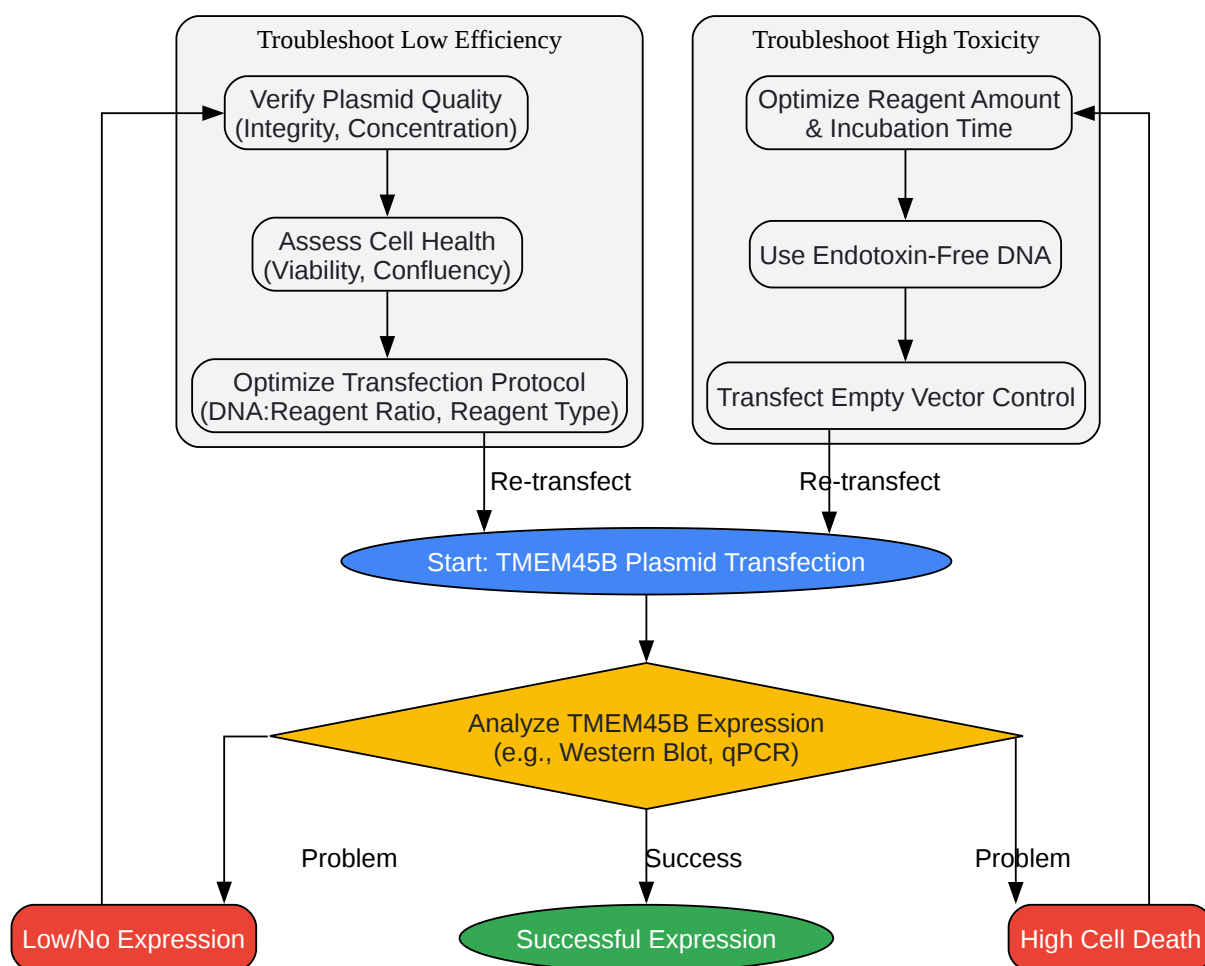 Troubleshoot Low Efficiency
Verify Plasmid Quality
(Integrity, Concentration)
Assess Cell Health
(Viability, Confluency)
Optimize Transfection Protocol
(DNA:Reagent Ratio, Reagent Type)
Troubleshoot High Toxicity
Optimize Reagent Amount
& Incubation Time
Use Endotoxin-Free DNA
Transfect Empty Vector Control
Re-transfect
Re-transfect
Start: TMEM45B Plasmid Transfection
Analyze TMEM45B Expression
(e.g., Western Blot, qPCR)
Problem
Success
Problem
Low/No Expression
Successful Expression
High Cell Death